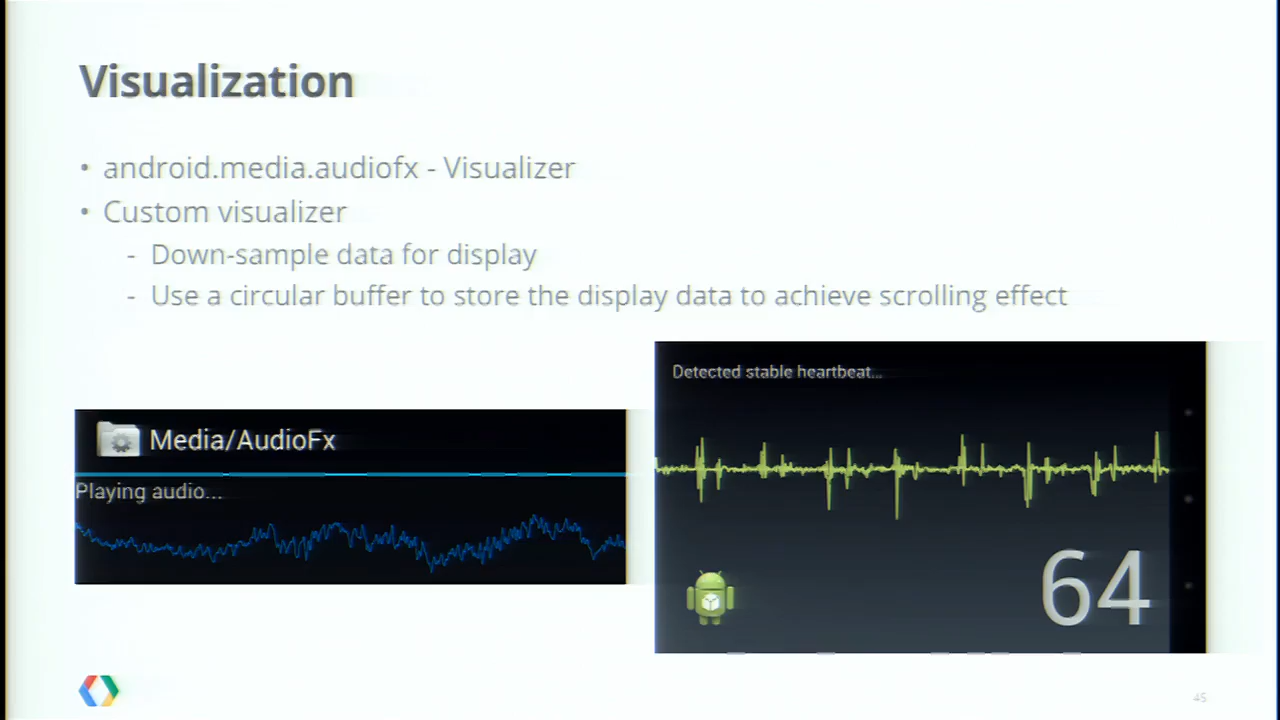 Visualization
• android.media.audiofx - Visualizer
• Custom visualizer
- Down-sample data for display
- Use a circular buffer to store the display data to achieve scrolling effect
Detected stable heartbeat...
Media/AudioFx
Playing audio...
64
45